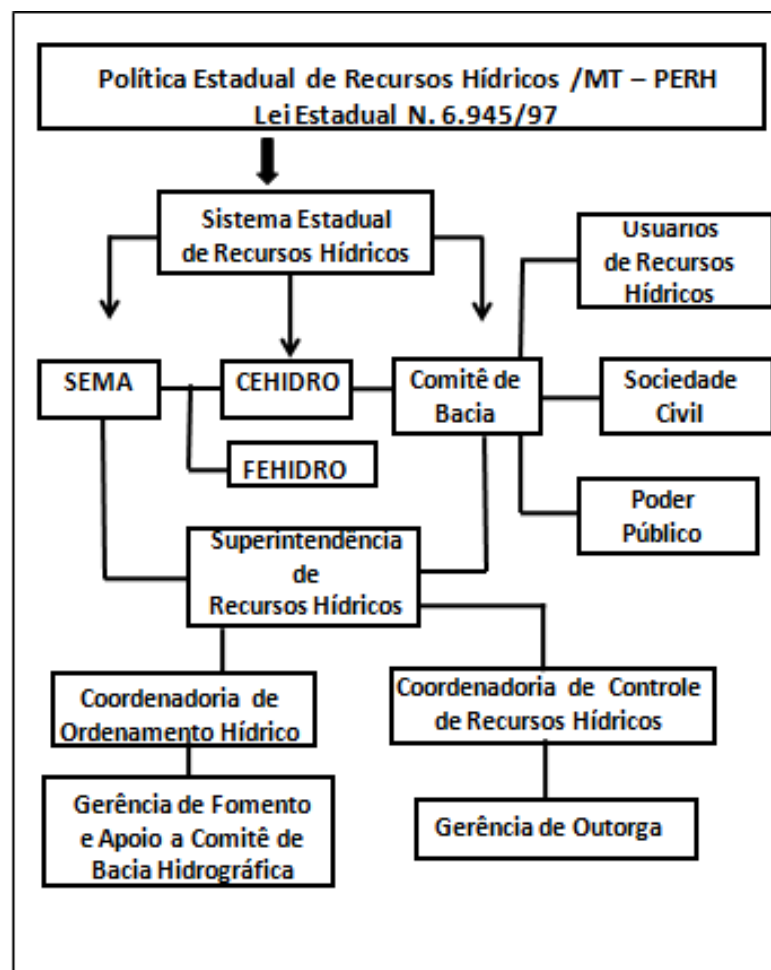 Política Estadual de Recursos Hídricos /MT – PERH
Lei Estadual N. 6.945/97
Sistema Estadual
de Recursos Hídricos
Usuários
de Recursos
Hídricos
SEMA
CEHIDRO
Comitê de
Bacia
Sociedade
Civil
FEHIDRO
Poder
Público
Superintendência
de
Recursos Hídricos
Coordenadoria de
Ordenamento Hídrico
Coordenadoria de Controle
de Recursos Hídricos
Gerência de Fomento
e Apoio a Comitê de
Bacia Hidrográfica
Gerência de Outorga